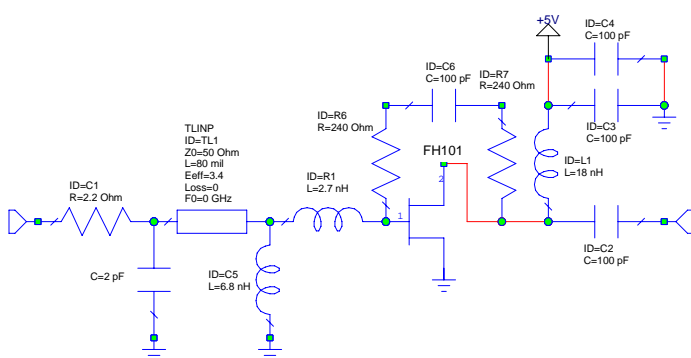 +5V
ID=C4
C=100 pF
ID=C6
C=100 pF
ID=R7
R=240 Ohm
ID=R6
R=240 Ohm
ID=C3
C=100 pF
TLINP
ID=TL1
Z0=50 Ohm
L=80 mil
Eeff=3.4
Loss=0
F0=0 GHz
FH101
2
ID=L1
L=18 nH
ID=C1
R=2.2 Ohm
ID=R1
L=2.7 nH
1
ID=C2
C=100 pF
C=2 pF
ID=C5
L=6.8 nH